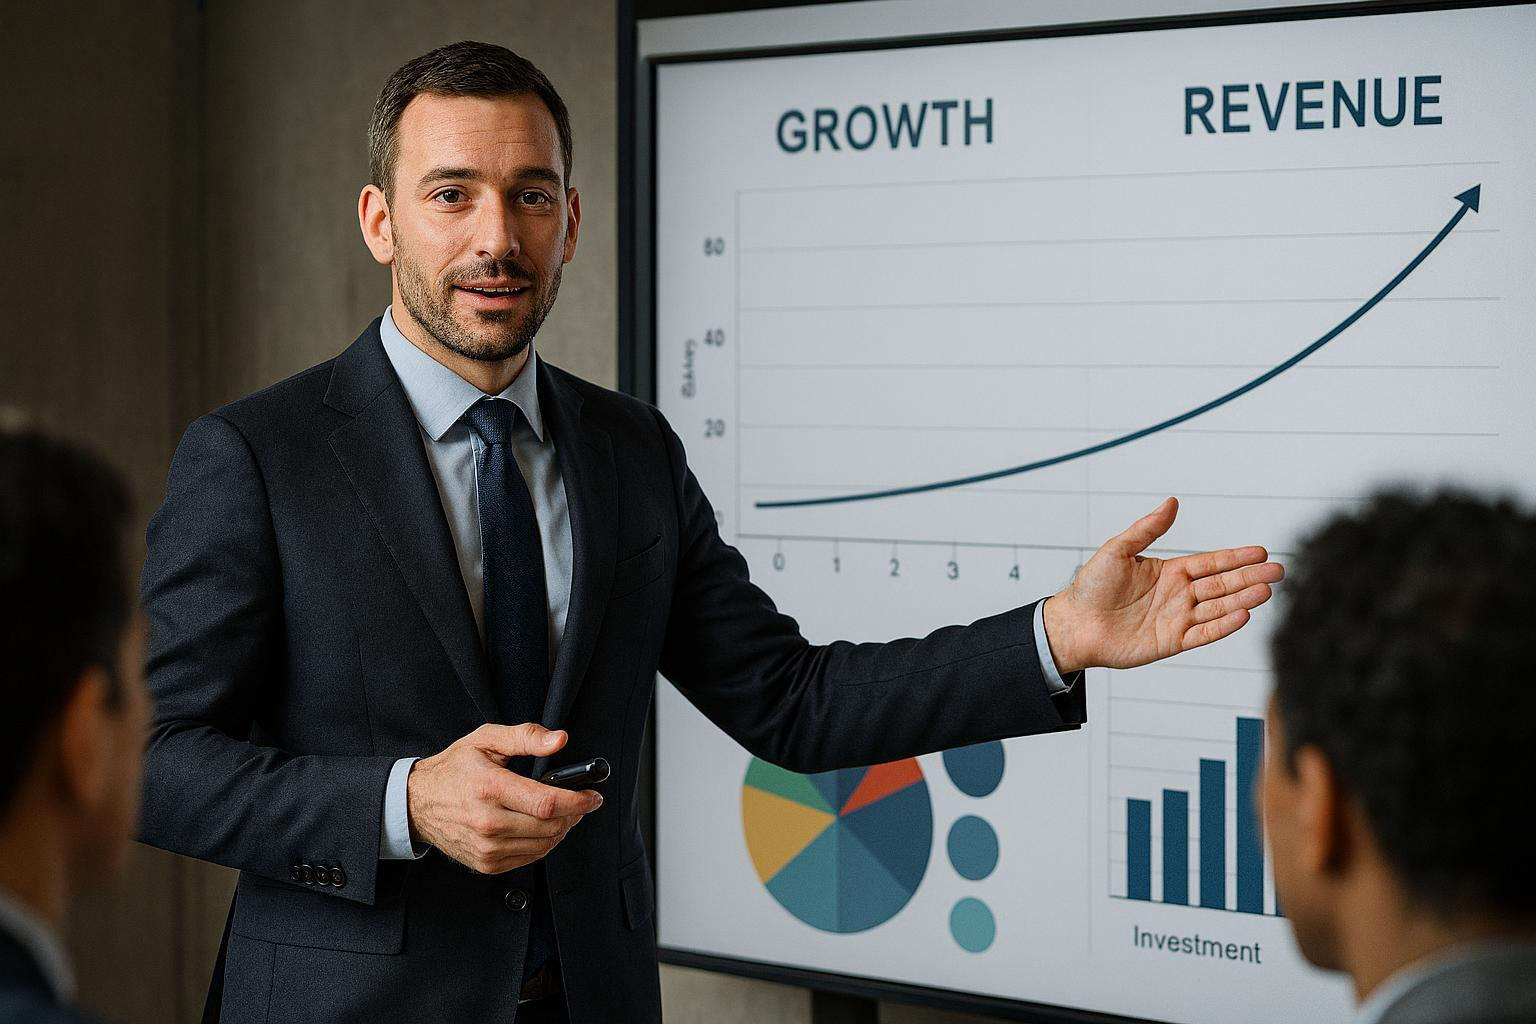 GROWTH
REVENUE
60
40
20
0 1 2 3 4
Investment